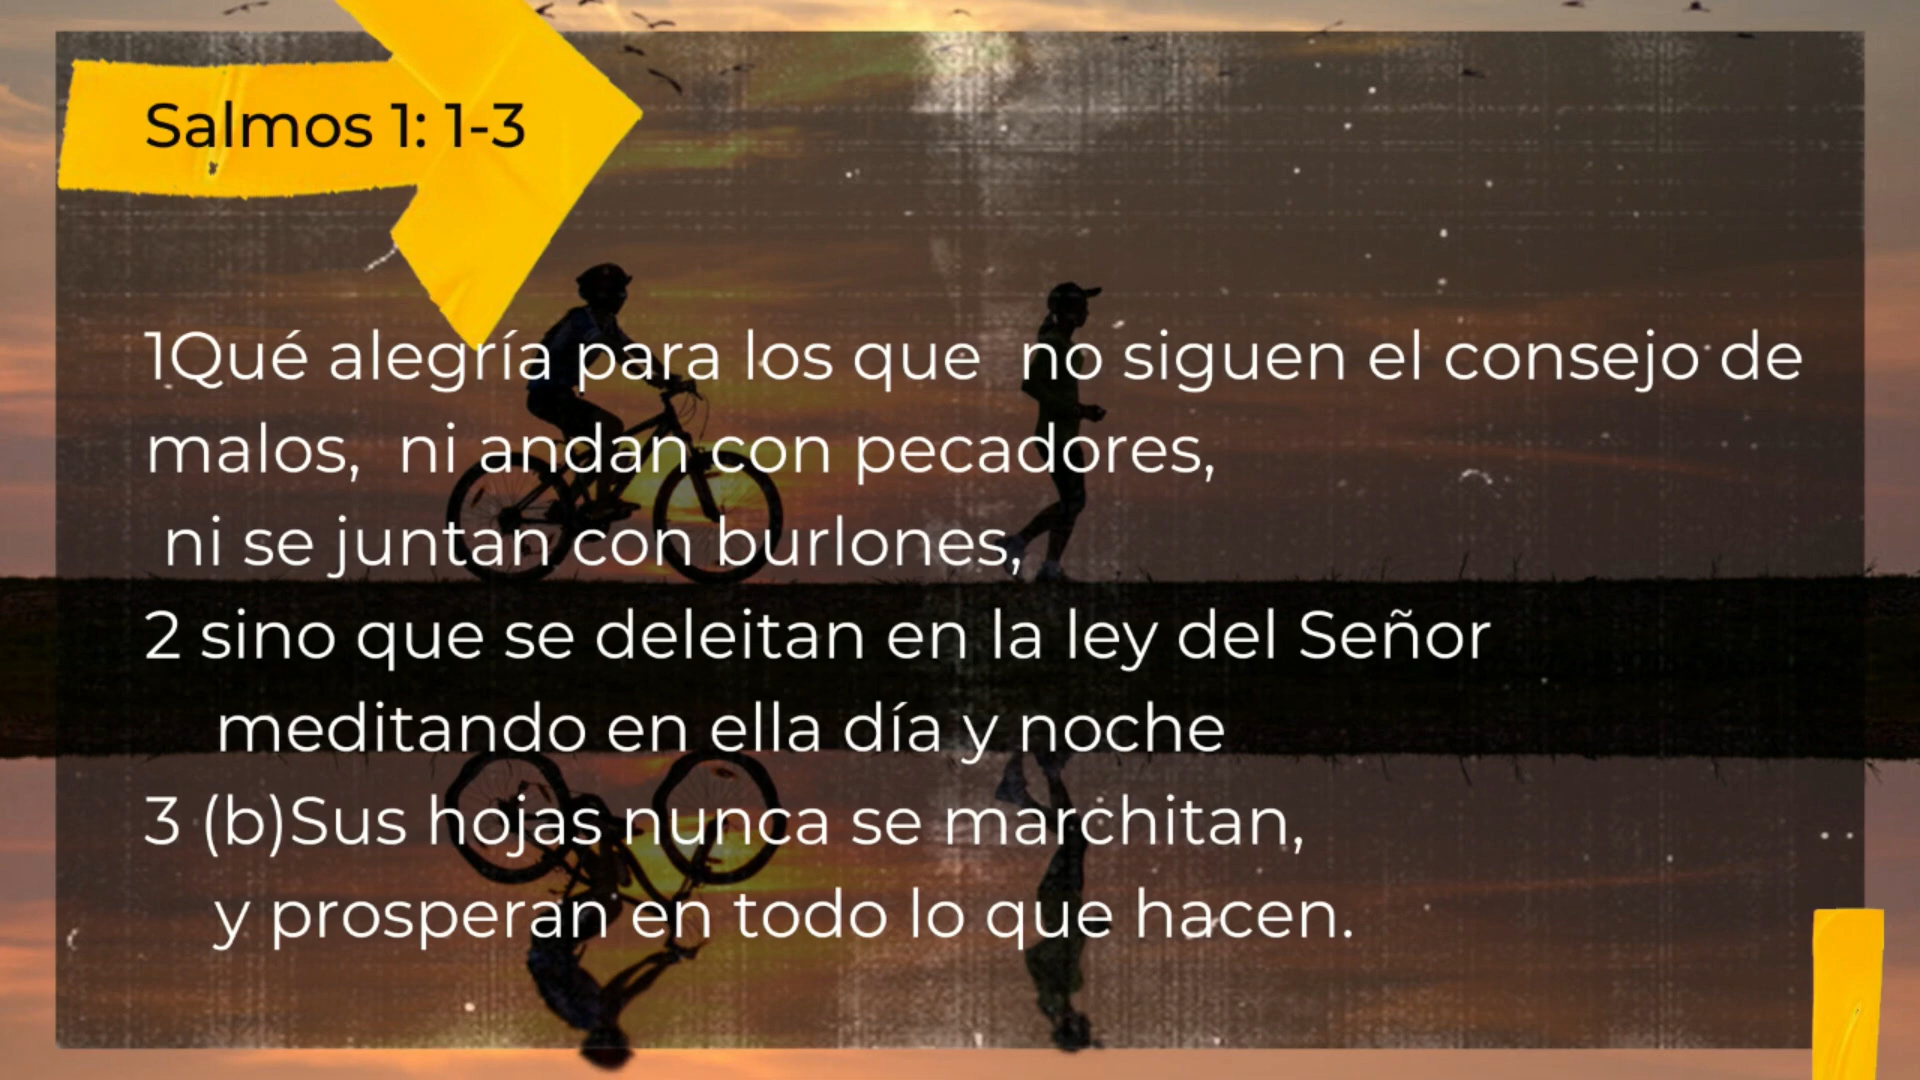 Salmos 1: 1-3
1Qué alegría para los que  no siguen el consejo de
malos,  ni andan con pecadores,
ni se juntan con burlones,
2 sino que se deleitan en la ley del Señor
meditando en ella día y noche
3 (b)Sus hojas nunca se marchitan,
y prosperan en todo lo que hacen.